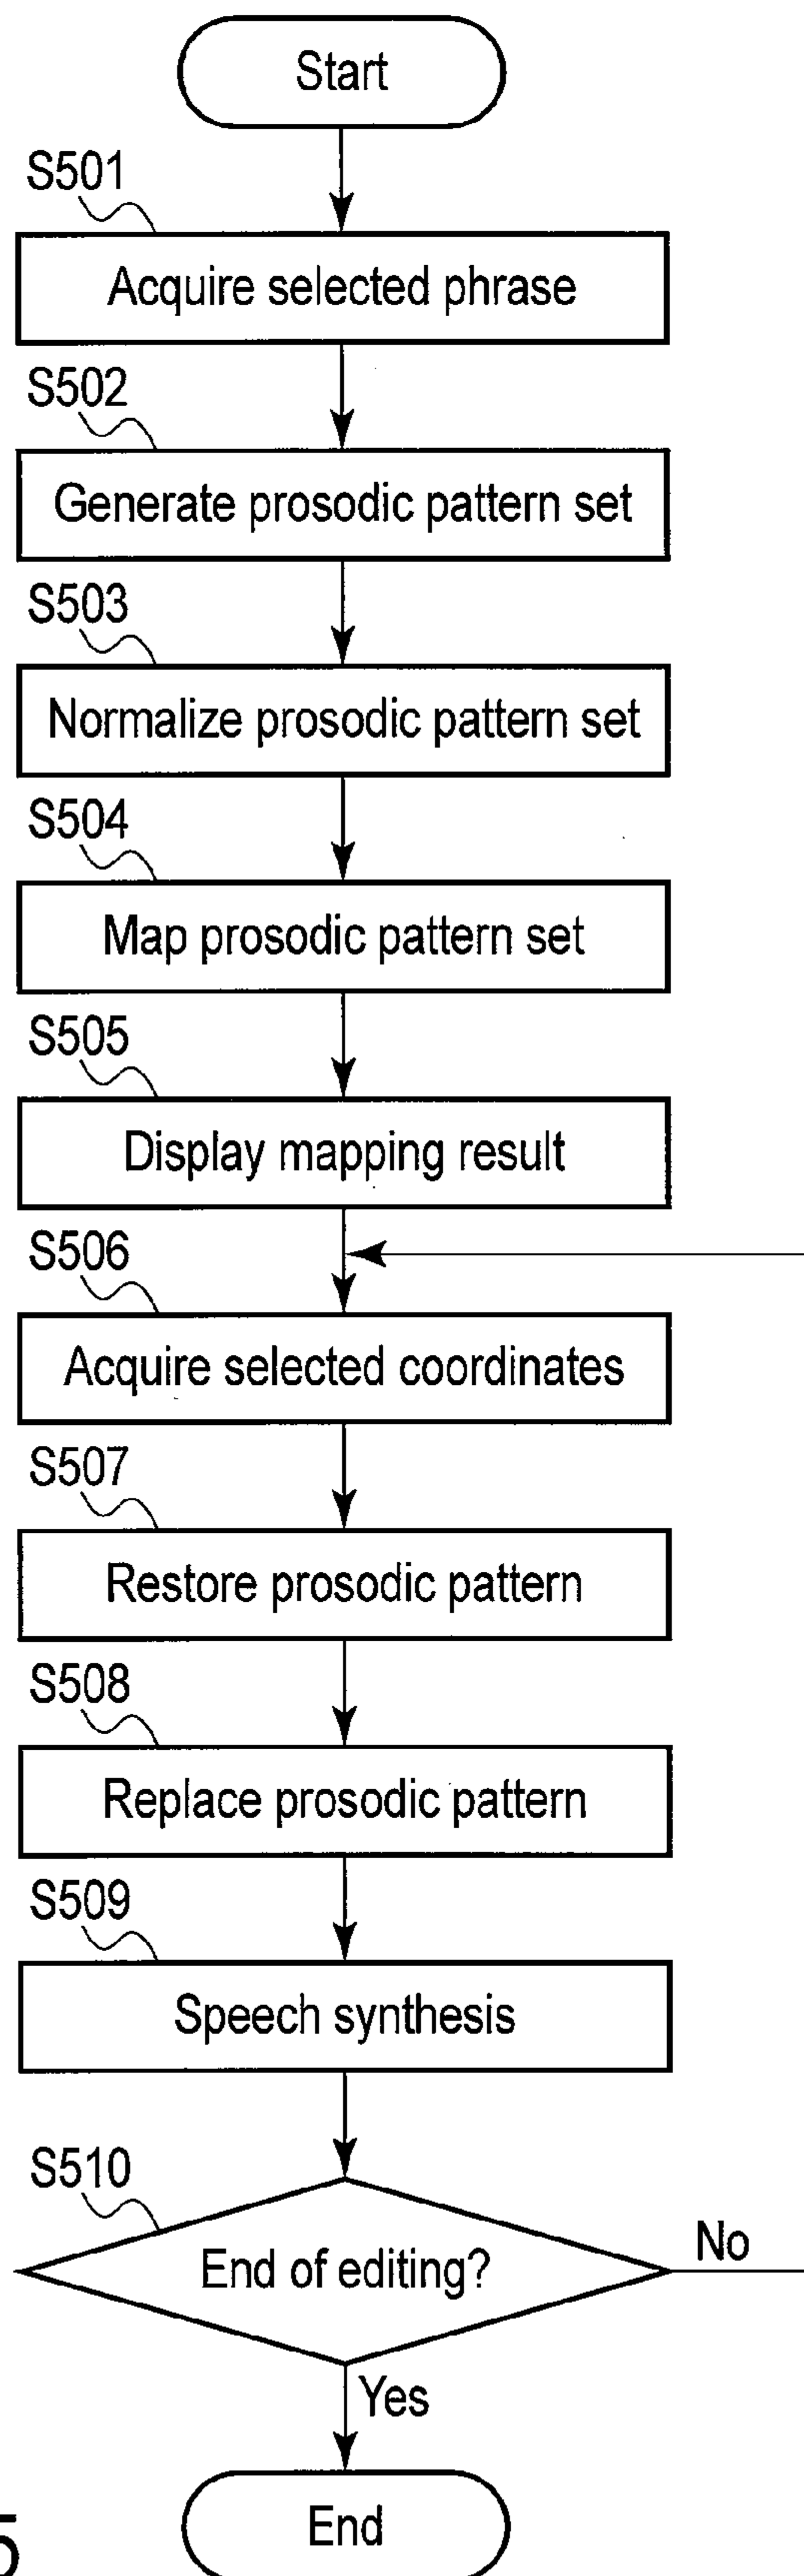 Start
S501
Acquire selected phrase
S502
Generate prosodic pattern set
S503
Normalize prosodic pattern set
S504
Map prosodic pattern set
S505
Display mapping result
S506
Acquire selected coordinates
S507
Restore prosodic pattern
S508
Replace prosodic pattern
S509
Speech synthesis
S510
End of editing?
No
Yes
End
5